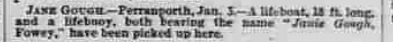 JANE GOUGH.—Perranporth, Jan. 3.—A lifeboat, 18 ft. long,
and a lifebuoy, both bearing the name "Janie Gough,
Fowey," have been picked up here.